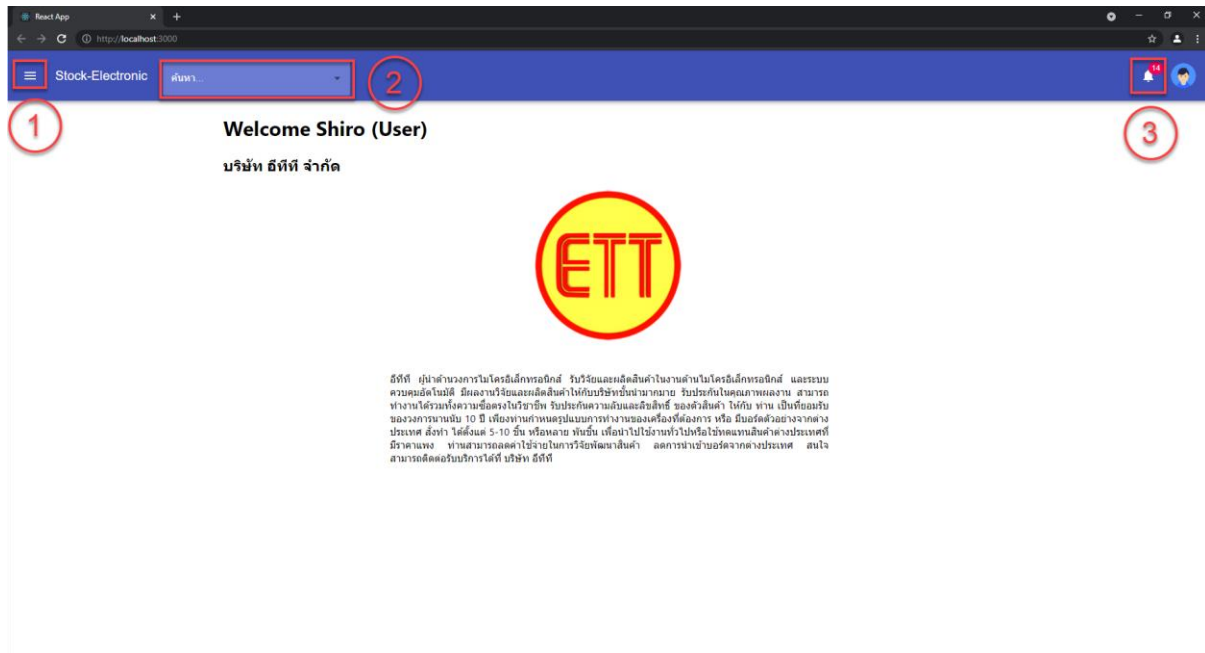 React App
http://localhost:3000
Stock-Electronic
ค้นหา...
14
1
2
3
Welcome Shiro (User)
บริษัท อีทีที จำกัด
ETT
อีทีที ผู้นำด้านวงการไมโครอิเล็กทรอนิกส์ รับวิจัยและผลิตสินค้าในงานด้านไมโครอิเล็กทรอนิกส์ และระบบ
ควบคุมอัตโนมัติ มีผลงานวิจัยและผลิตสินค้าให้กับบริษัทชั้นนำมากมาย รับประกันในคุณภาพผลงาน สามารถ
ทำงานได้รวมทั้งความซื่อตรงในวิชาชีพ รับประกันความลับและลิขสิทธิ์ ของตัวสินค้า ให้กับ ท่าน เป็นที่ยอมรับ
ของวงการนานนับ 10 ปี เพียงท่านกำหนดรูปแบบการทำงานของเครื่องที่ต้องการ หรือ มีบอร์ดตัวอย่างจากต่าง
ประเทศ สั่งทำ ได้ตั้งแต่ 5-10 ชิ้น หรือหลาย พันชิ้น เพื่อนำไปใช้งานทั่วไปหรือใช้ทดแทนสินค้าต่างประเทศที่
มีราคาแพง ท่านสามารถลดค่าใช้จ่ายในการวิจัยพัฒนาสินค้า ลดการนำเข้าบอร์ดจากต่างประเทศ สนใจ
สามารถติดต่อรับบริการได้ที่ บริษัท อีทีที